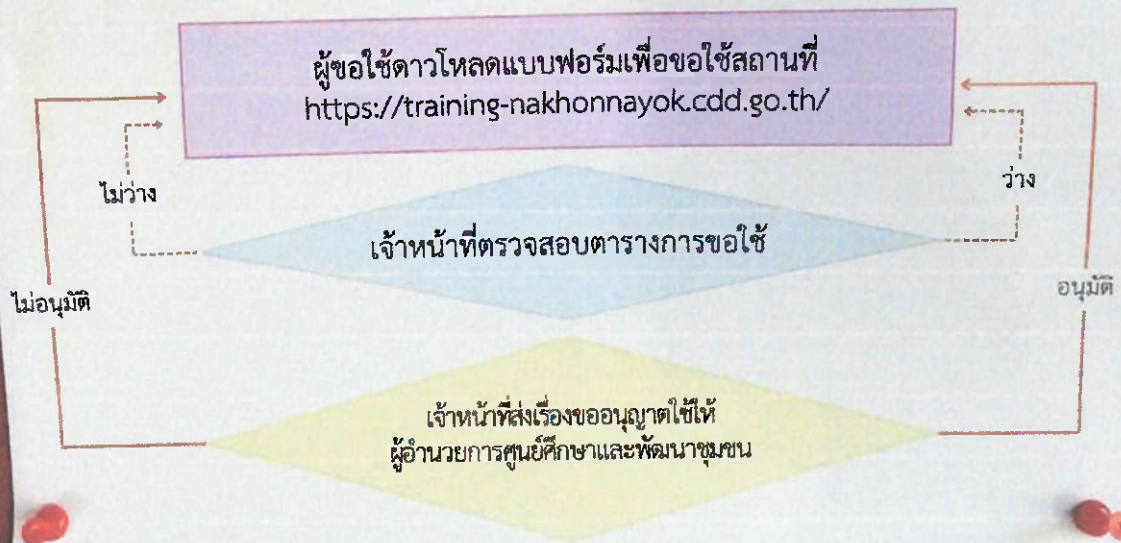 ผู้ขอใช้ดาวโหลดแบบฟอร์มเพื่อขอใช้สถานที่
https://training-nakhonnayok.cdd.go.th/
ไม่ว่าง
ว่าง
เจ้าหน้าที่ตรวจสอบตารางการขอใช้
ไม่อนุมัติ
อนุมัติ
เจ้าหน้าที่ส่งเรื่องขออนุญาตใช้ให้
ผู้อำนวยการศูนย์ศึกษาและพัฒนาชุมชน